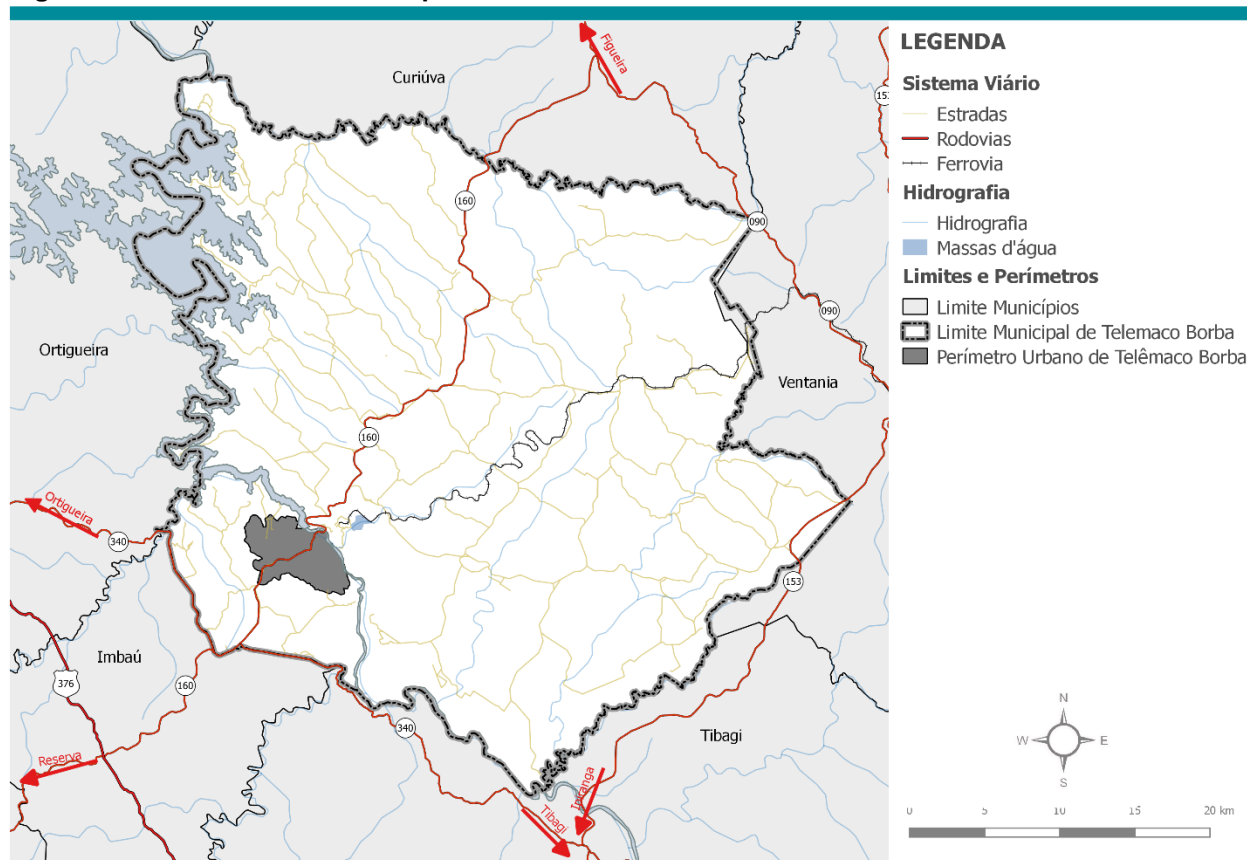 Curiúva
Figueira
153
160
090
090
Ortigueira
Ventania
160
Ortigueira
340
153
Imbaú
376
160
340
Tibagi
Reserva
Ipiranga
Tibagi
LEGENDA
Sistema Viário
Estradas
Rodovias
Ferrovia
Hidrografia
Hidrografia
Massas d'água
Limites e Perímetros
Limite Municípios
Limite Municipal de Telemaco Borba
Perímetro Urbano de Telêmaco Borba
N
W
E
S
0 5 10 15 20 km